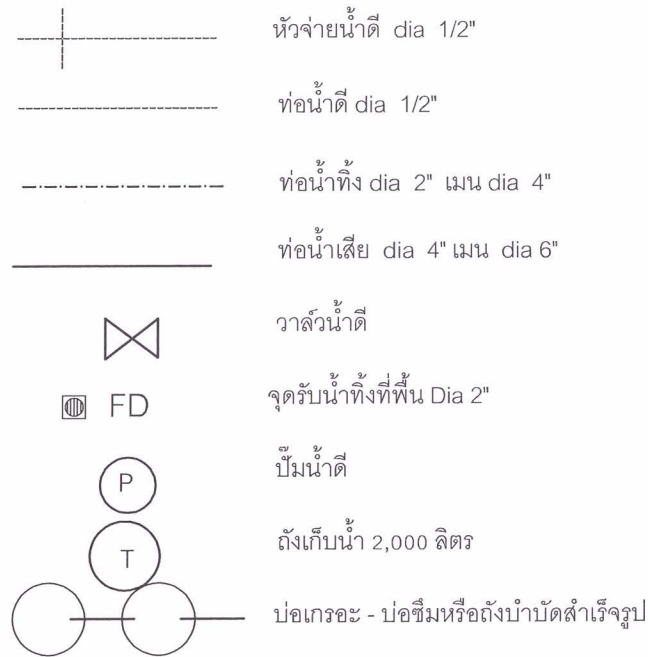 หัวจ่ายน้ำดี dia 1/2"
ท่อน้ำดี dia 1/2"
ท่อน้ำทิ้ง dia 2" เมน dia 4"
ท่อน้ำเสีย dia 4" เมน dia 6"
วาล์วน้ำดี
FD จุดรับน้ำทิ้งที่พื้น Dia 2"
P ปั๊มน้ำดี
T ถังเก็บน้ำ 2,000 ลิตร
บ่อเกรอะ - บ่อซึมหรือถังบำบัดสำเร็จรูป